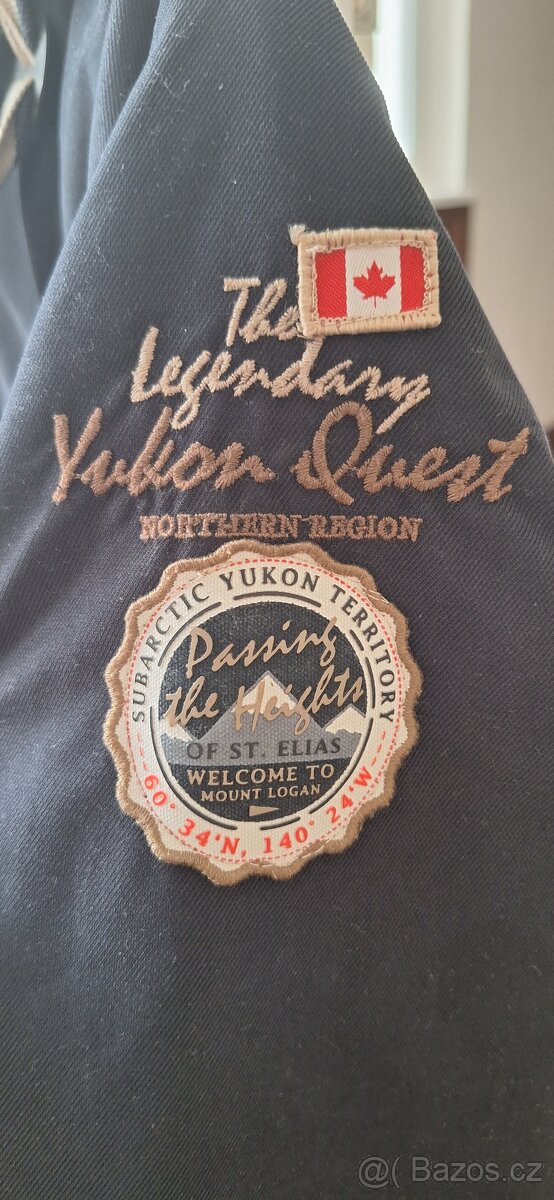 The
Legendary
Yukon Quest
NORTHERN REGION
SUBARCTIC YUKON TERRITORY
Passing
the Heights
OF ST. ELIAS
WELCOME TO
MOUNT LOGAN
60° 34'N, 140° 24'W
@( Bazos.cz